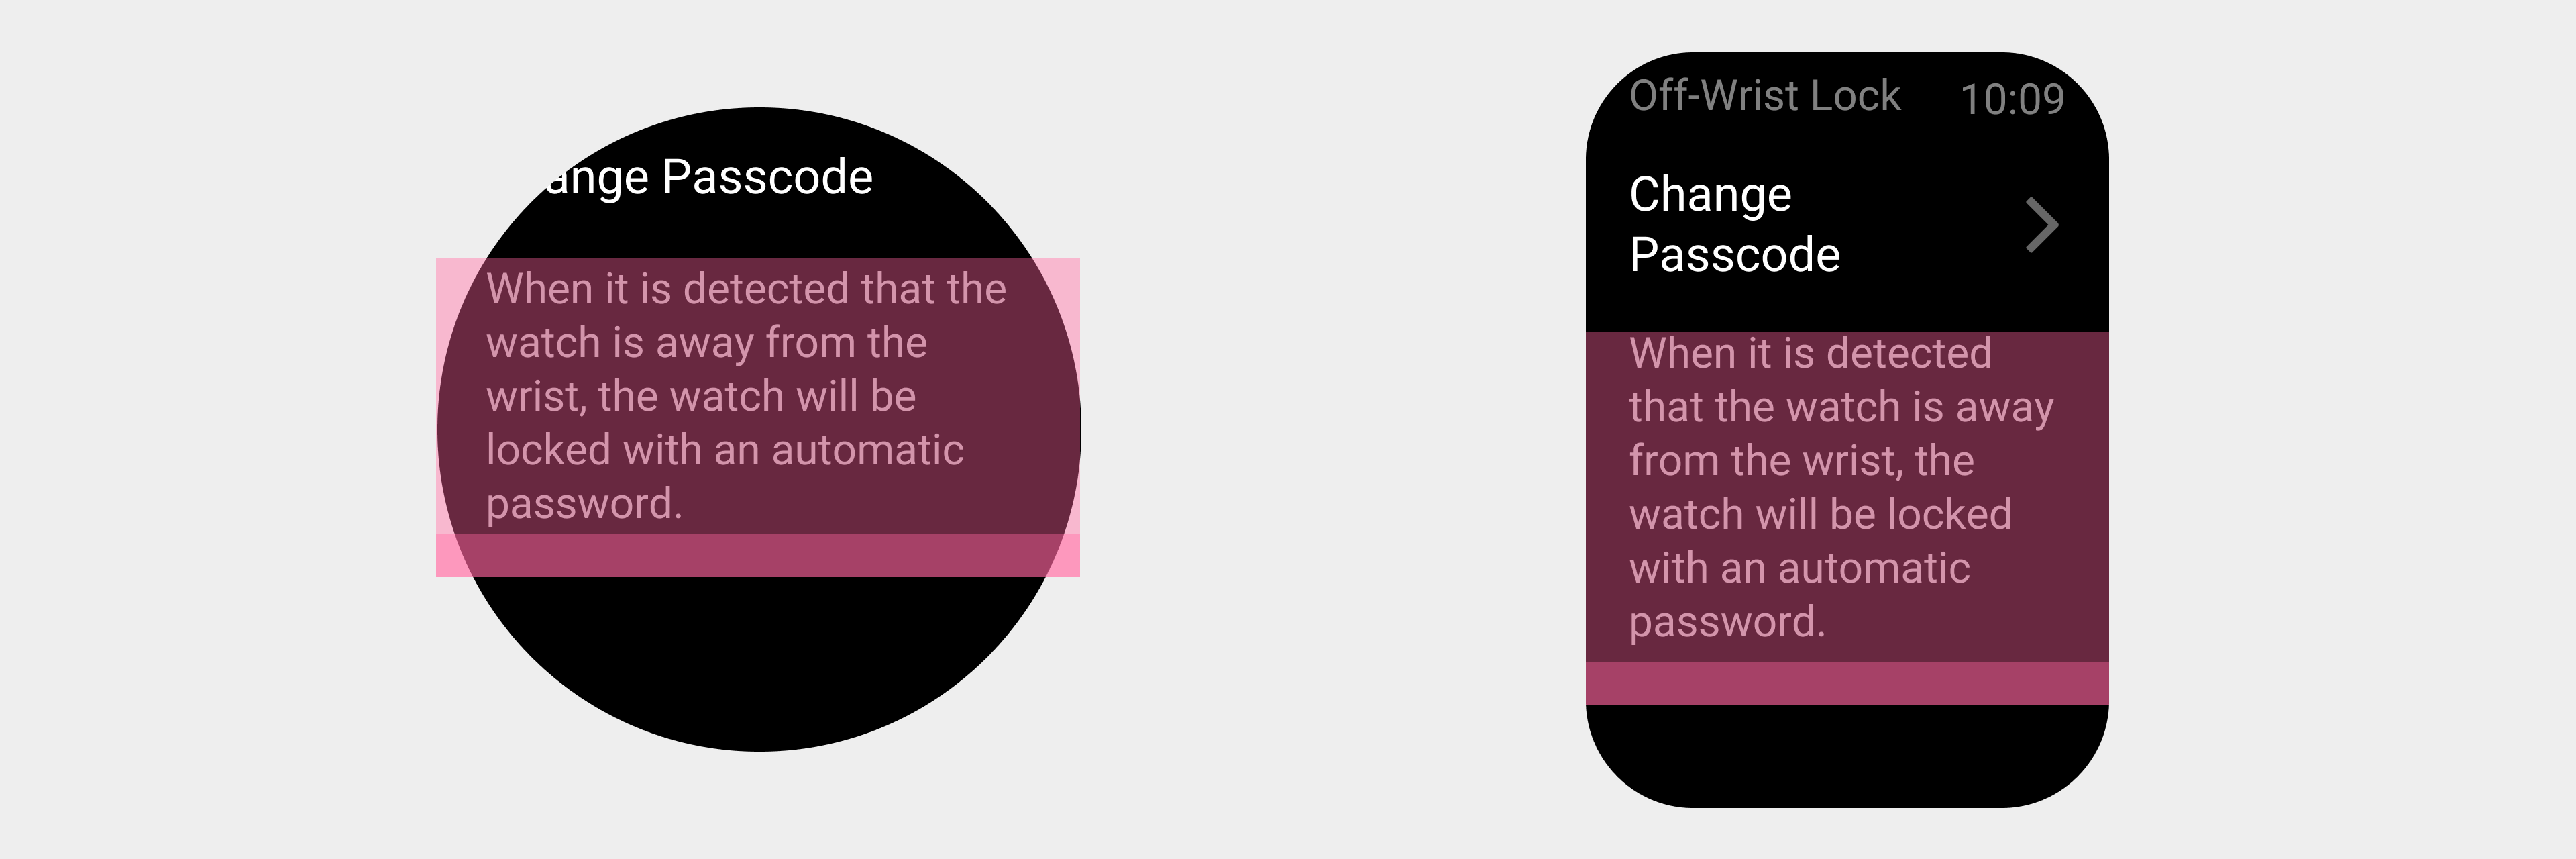 ange Passcode
When it is detected that the
watch is away from the
wrist, the watch will be
locked with an automatic
password.
Off-Wrist Lock 10:09
Change
Passcode
When it is detected
that the watch is away
from the wrist, the
watch will be locked
with an automatic
password.